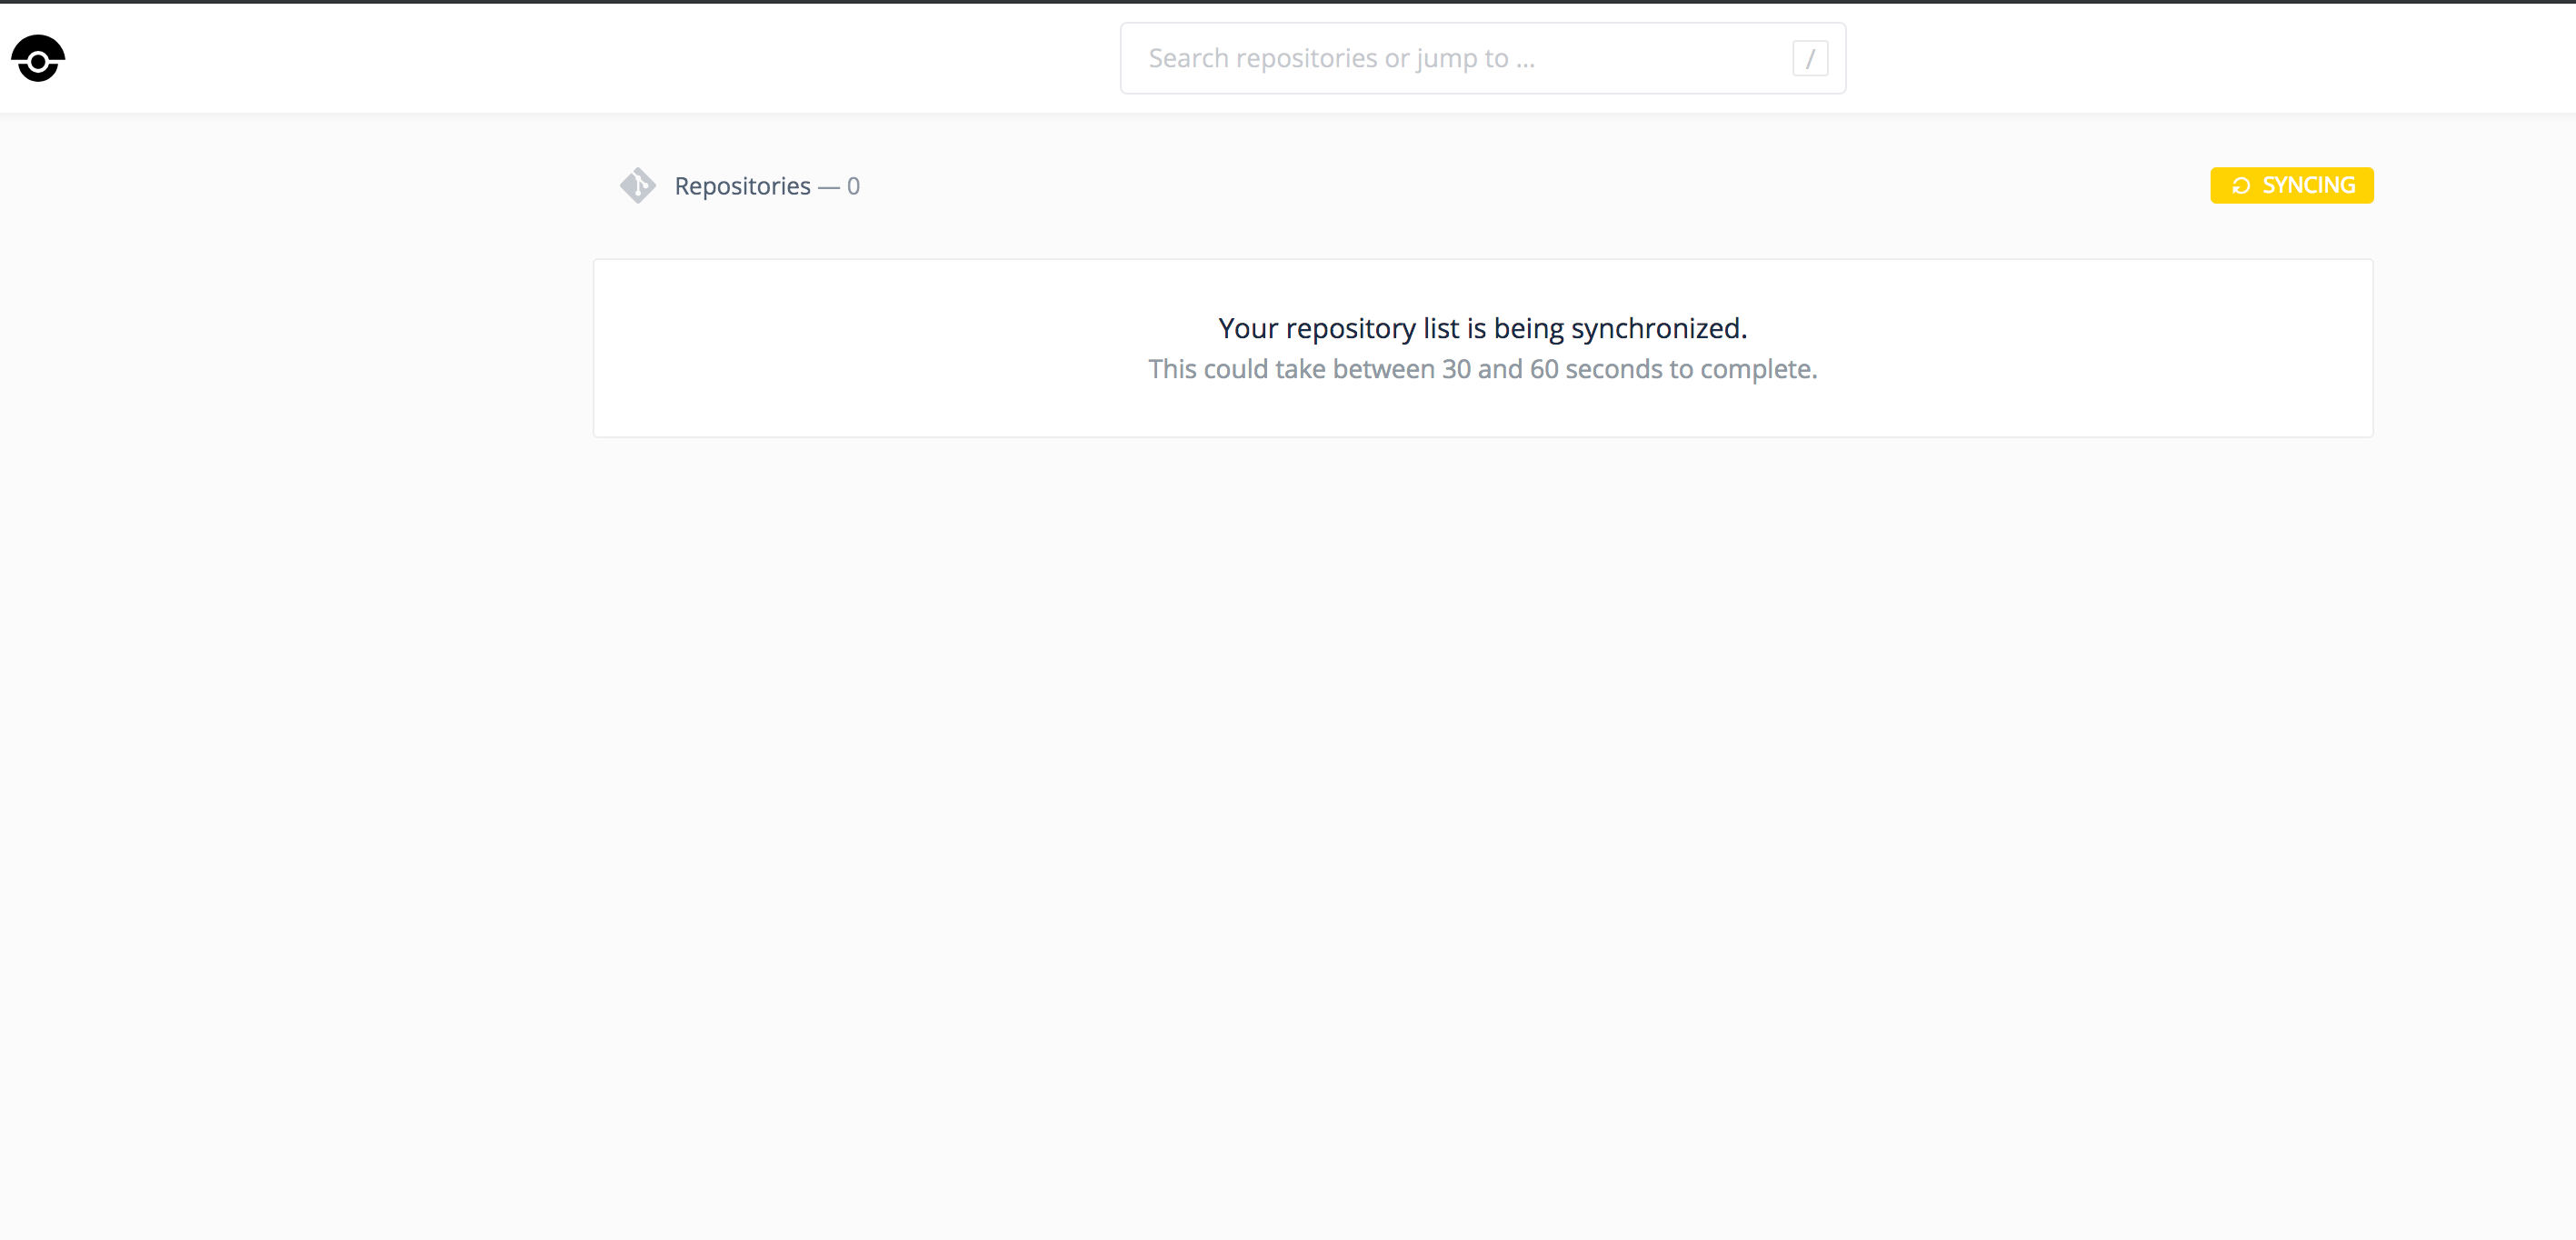 Search repositories or jump to ...
/
Repositories — 0
SYNCING
Your repository list is being synchronized.
This could take between 30 and 60 seconds to complete.